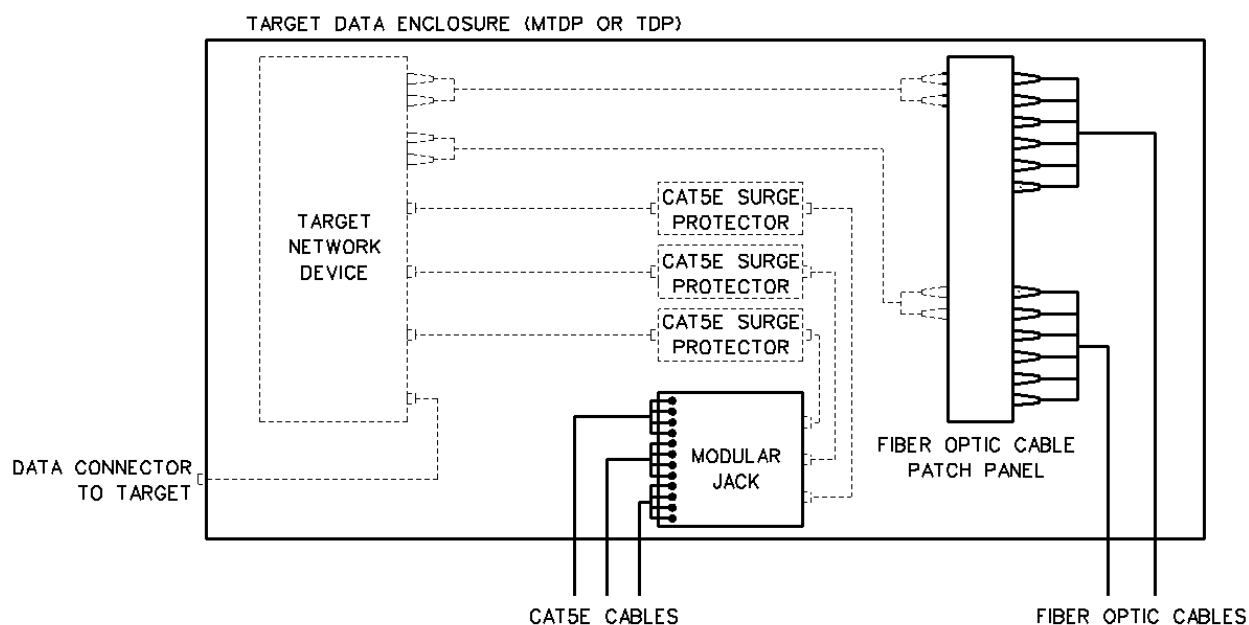 TARGET DATA ENCLOSURE (MTDP OR TDP)
TARGET
NETWORK
DEVICE
CAT5E SURGE
PROTECTOR
CAT5E SURGE
PROTECTOR
CAT5E SURGE
PROTECTOR
MODULAR
JACK
FIBER OPTIC CABLE
PATCH PANEL
DATA CONNECTOR
TO TARGET
CAT5E CABLES
FIBER OPTIC CABLES